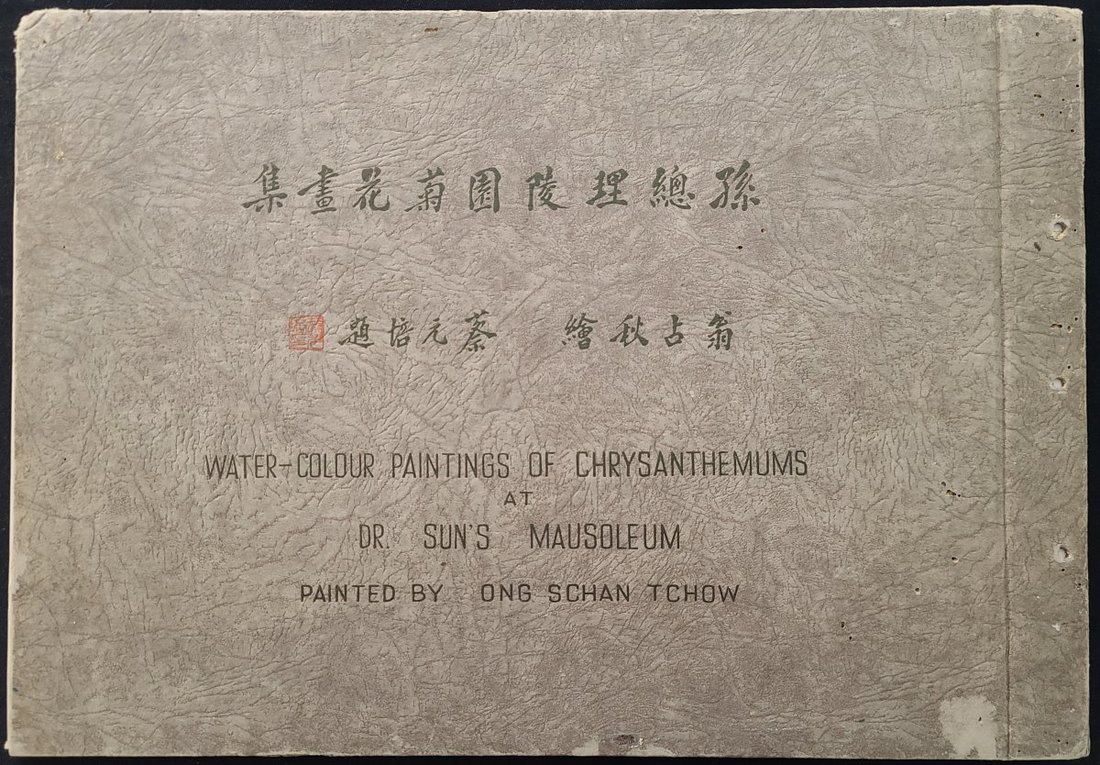 孫總理陵園菊花畫集
翁占秋繪 蔡元培題
WATER-COLOUR PAINTINGS OF CHRYSANTHEMUMS
AT
DR. SUN'S MAUSOLEUM
PAINTED BY ONG SCHAN TCHOW